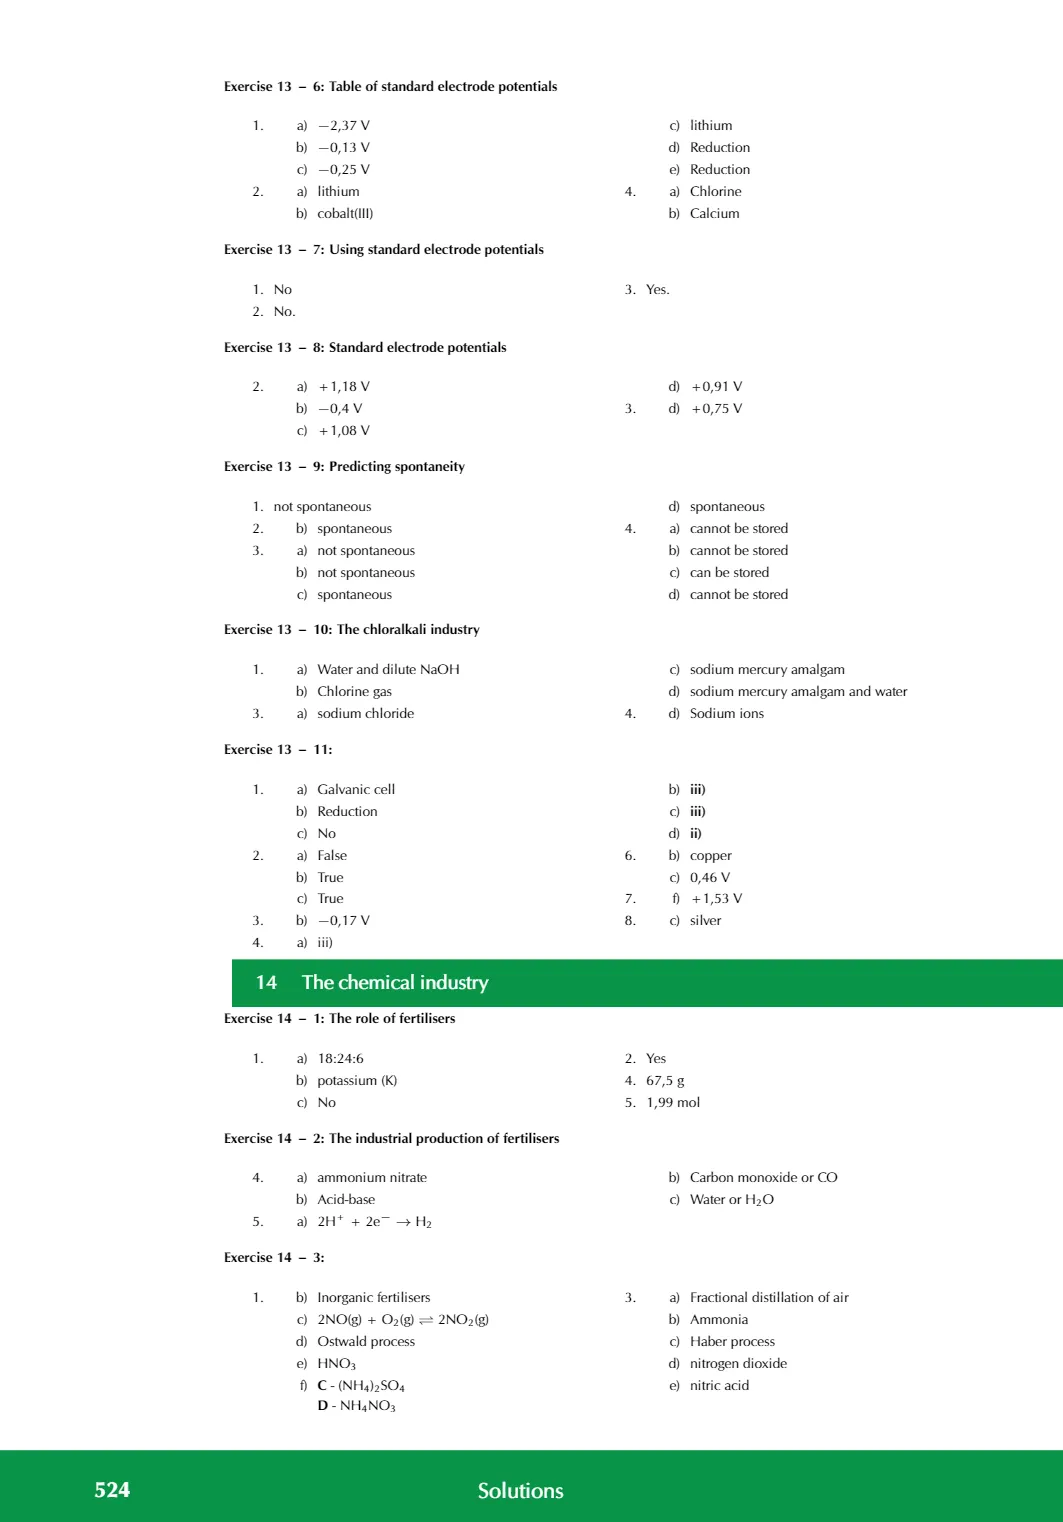 Exercise 13 – 6: Table of standard electrode potentials
1. a) −2,37 V
b) −0,13 V
c) −0,25 V
2. a) lithium
b) cobalt(III)
c) lithium
d) Reduction
e) Reduction
4. a) Chlorine
b) Calcium
Exercise 13 – 7: Using standard electrode potentials
1. No
2. No.
3. Yes.
Exercise 13 – 8: Standard electrode potentials
2. a) +1,18 V
b) −0,4 V
c) +1,08 V
d) +0,91 V
3. d) +0,75 V
Exercise 13 – 9: Predicting spontaneity
1. not spontaneous
2. b) spontaneous
3. a) not spontaneous
b) not spontaneous
c) spontaneous
d) spontaneous
4. a) cannot be stored
b) cannot be stored
c) can be stored
d) cannot be stored
Exercise 13 – 10: The chloralkali industry
1. a) Water and dilute NaOH
b) Chlorine gas
3. a) sodium chloride
c) sodium mercury amalgam
d) sodium mercury amalgam and water
4. d) Sodium ions
Exercise 13 – 11:
1. a) Galvanic cell
b) Reduction
c) No
2. a) False
b) True
c) True
3. b) −0,17 V
4. a) iii)
b) iii)
c) iii)
d) ii)
6. b) copper
c) 0,46 V
7. f) +1,53 V
8. c) silver
14 The chemical industry
Exercise 14 – 1: The role of fertilisers
1. a) 18:24:6
b) potassium (K)
c) No
2. Yes
4. 67,5 g
5. 1,99 mol
Exercise 14 – 2: The industrial production of fertilisers
4. a) ammonium nitrate
b) Acid-base
5. a) 2H⁺ + 2e⁻ → H₂
b) Carbon monoxide or CO
c) Water or H₂O
Exercise 14 – 3:
1. b) Inorganic fertilisers
c) 2NO(g) + O₂(g) ⇌ 2NO₂(g)
d) Ostwald process
e) HNO₃
f) C - (NH₄)₂SO₄
D - NH₄NO₃
3. a) Fractional distillation of air
b) Ammonia
c) Haber process
d) nitrogen dioxide
e) nitric acid
524 Solutions